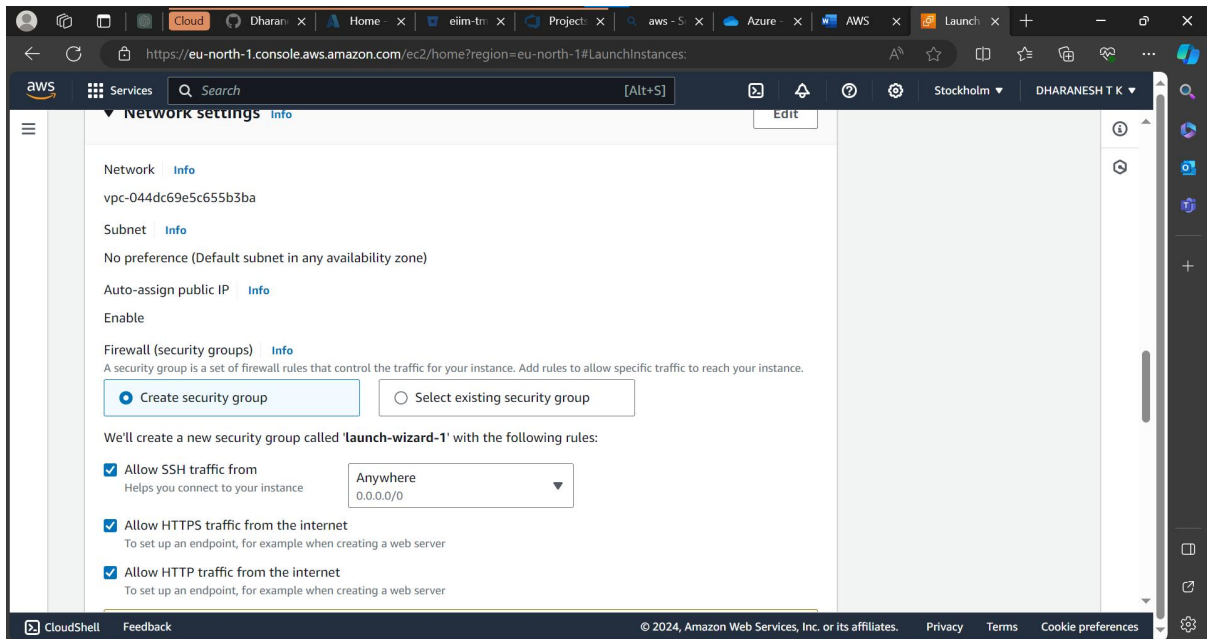 Cloud
Dharan
Home -
eiim-tm
Projects
aws - S
Azure -
AWS
Launch
https://eu-north-1.console.aws.amazon.com/ec2/home?region=eu-north-1#LaunchInstances:
aws
Services
Search
[Alt+S]
Stockholm
DHARANESH T K
Network settings Info
Edit
Network Info
vpc-044dc69e5c655b3ba
Subnet Info
No preference (Default subnet in any availability zone)
Auto-assign public IP Info
Enable
Firewall (security groups) Info
A security group is a set of firewall rules that control the traffic for your instance. Add rules to allow specific traffic to reach your instance.
Create security group
Select existing security group
We'll create a new security group called 'launch-wizard-1' with the following rules:
Allow SSH traffic from
Helps you connect to your instance
Anywhere
0.0.0.0/0
Allow HTTPS traffic from the internet
To set up an endpoint, for example when creating a web server
Allow HTTP traffic from the internet
To set up an endpoint, for example when creating a web server
CloudShell
Feedback
© 2024, Amazon Web Services, Inc. or its affiliates.
Privacy
Terms
Cookie preferences